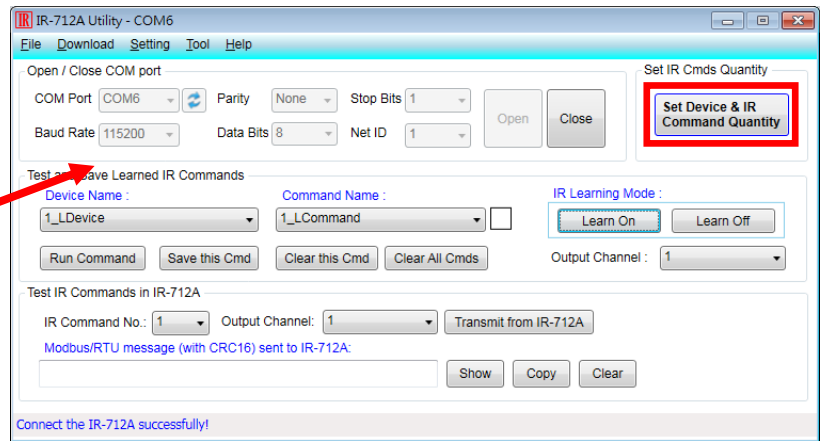 IR IR-712A Utility - COM6
File Download Setting Tool Help
Open / Close COM port
Set IR Cmds Quantity
COM Port COM6 Parity None Stop Bits 1
Open Close
Set Device & IR
Command Quantity
Baud Rate 115200 Data Bits 8 Net ID 1
Test and Save Learned IR Commands
Device Name : Command Name : IR Learning Mode :
1_LDevice 1_LCommand Learn On Learn Off
Run Command Save this Cmd Clear this Cmd Clear All Cmds Output Channel : 1
Test IR Commands in IR-712A
IR Command No.: 1 Output Channel: 1 Transmit from IR-712A
Modbus/RTU message (with CRC16) sent to IR-712A:
Show Copy Clear
Connect the IR-712A successfully!